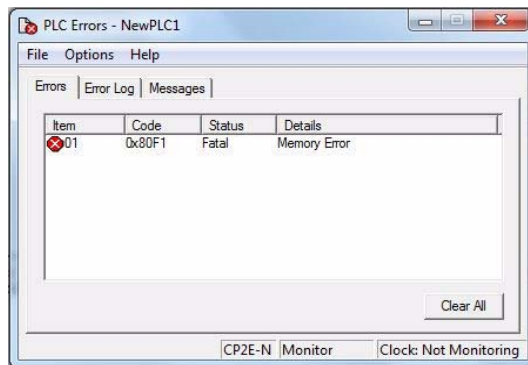 PLC Errors - NewPLC1
File Options Help
Errors Error Log Messages
Item Code Status Details
01 0x80F1 Fatal Memory Error
Clear All
CP2E-N Monitor Clock: Not Monitoring